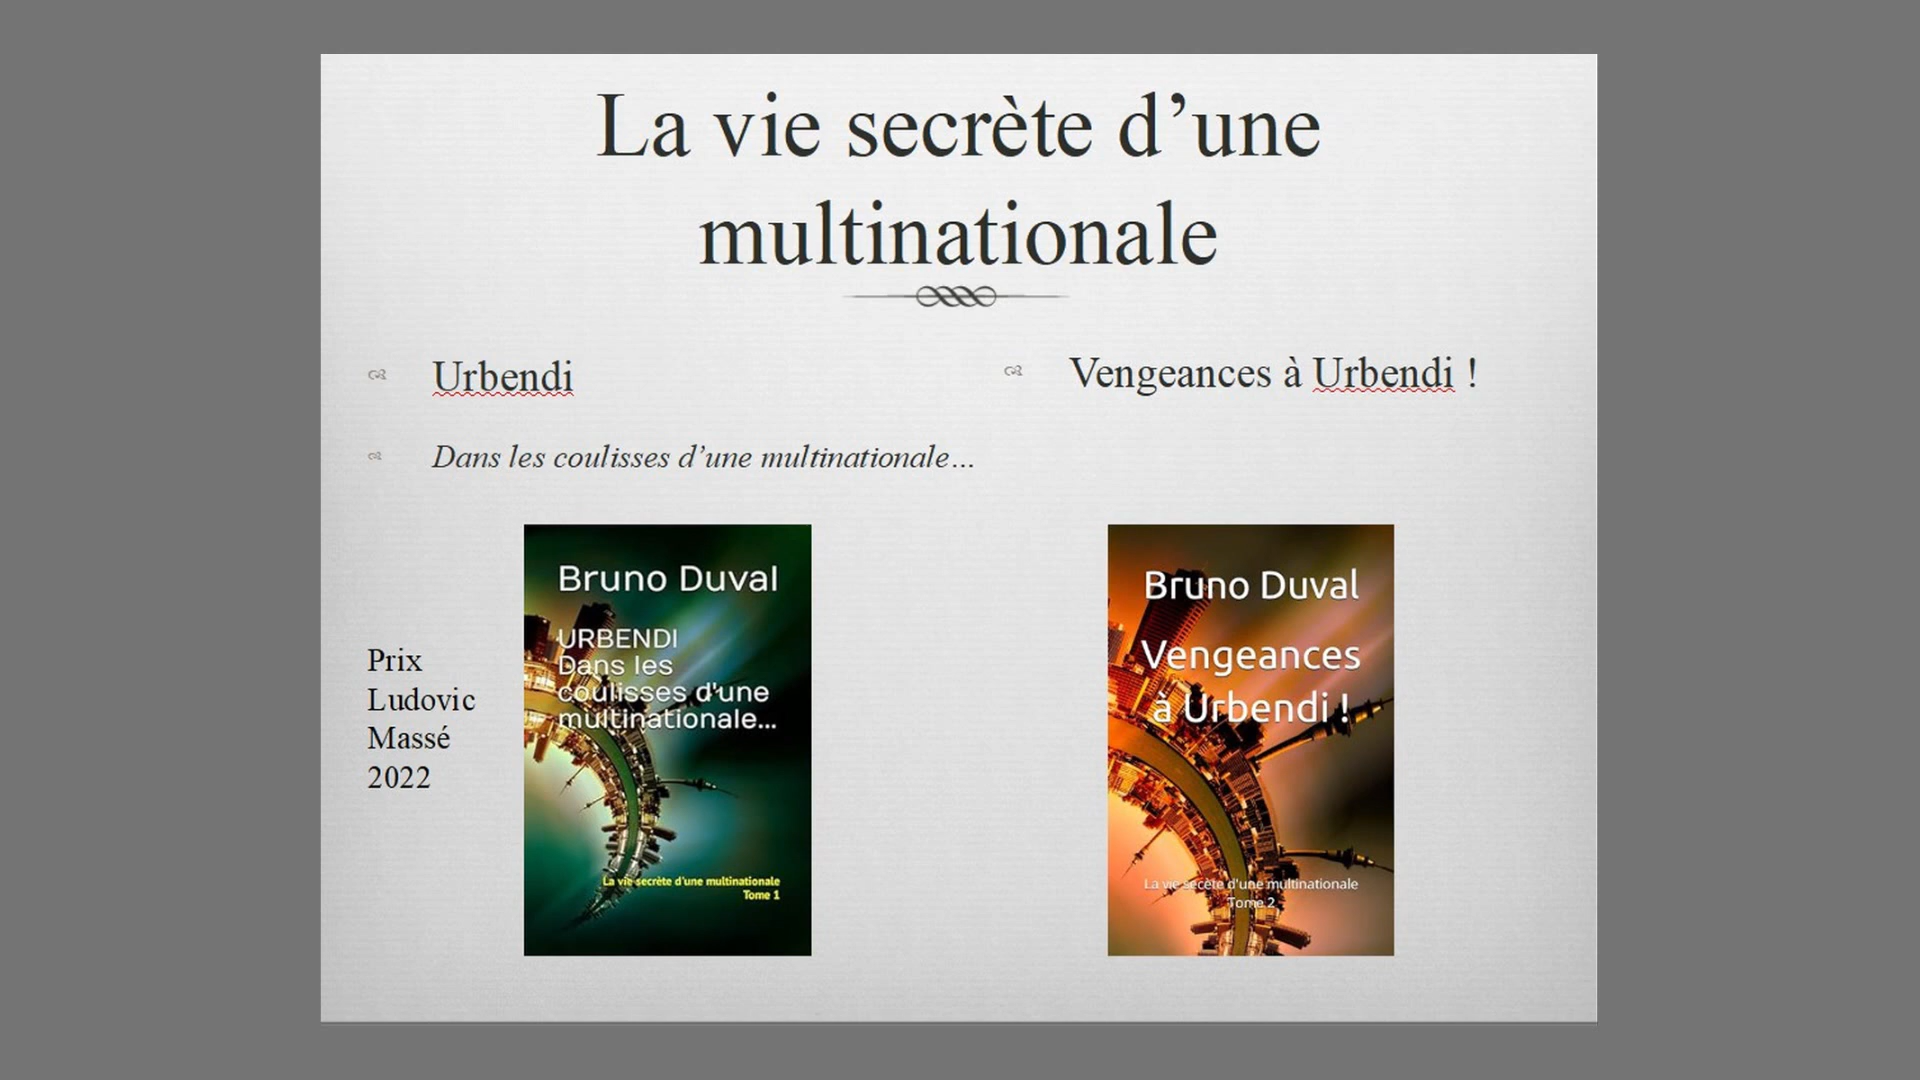 La vie secrète d’une
multinationale
Urbendi
Dans les coulisses d’une multinationale…
Vengeances à Urbendi !
Prix
Ludovic
Massé
2022
Bruno Duval
URBENDI
Dans les
coulisses d'une
multinationale...
La vie secrète d'une multinationale
Tome 1
Bruno Duval
Vengeances
à Urbendi !
La vie secète d'une multinationale
Tome 2